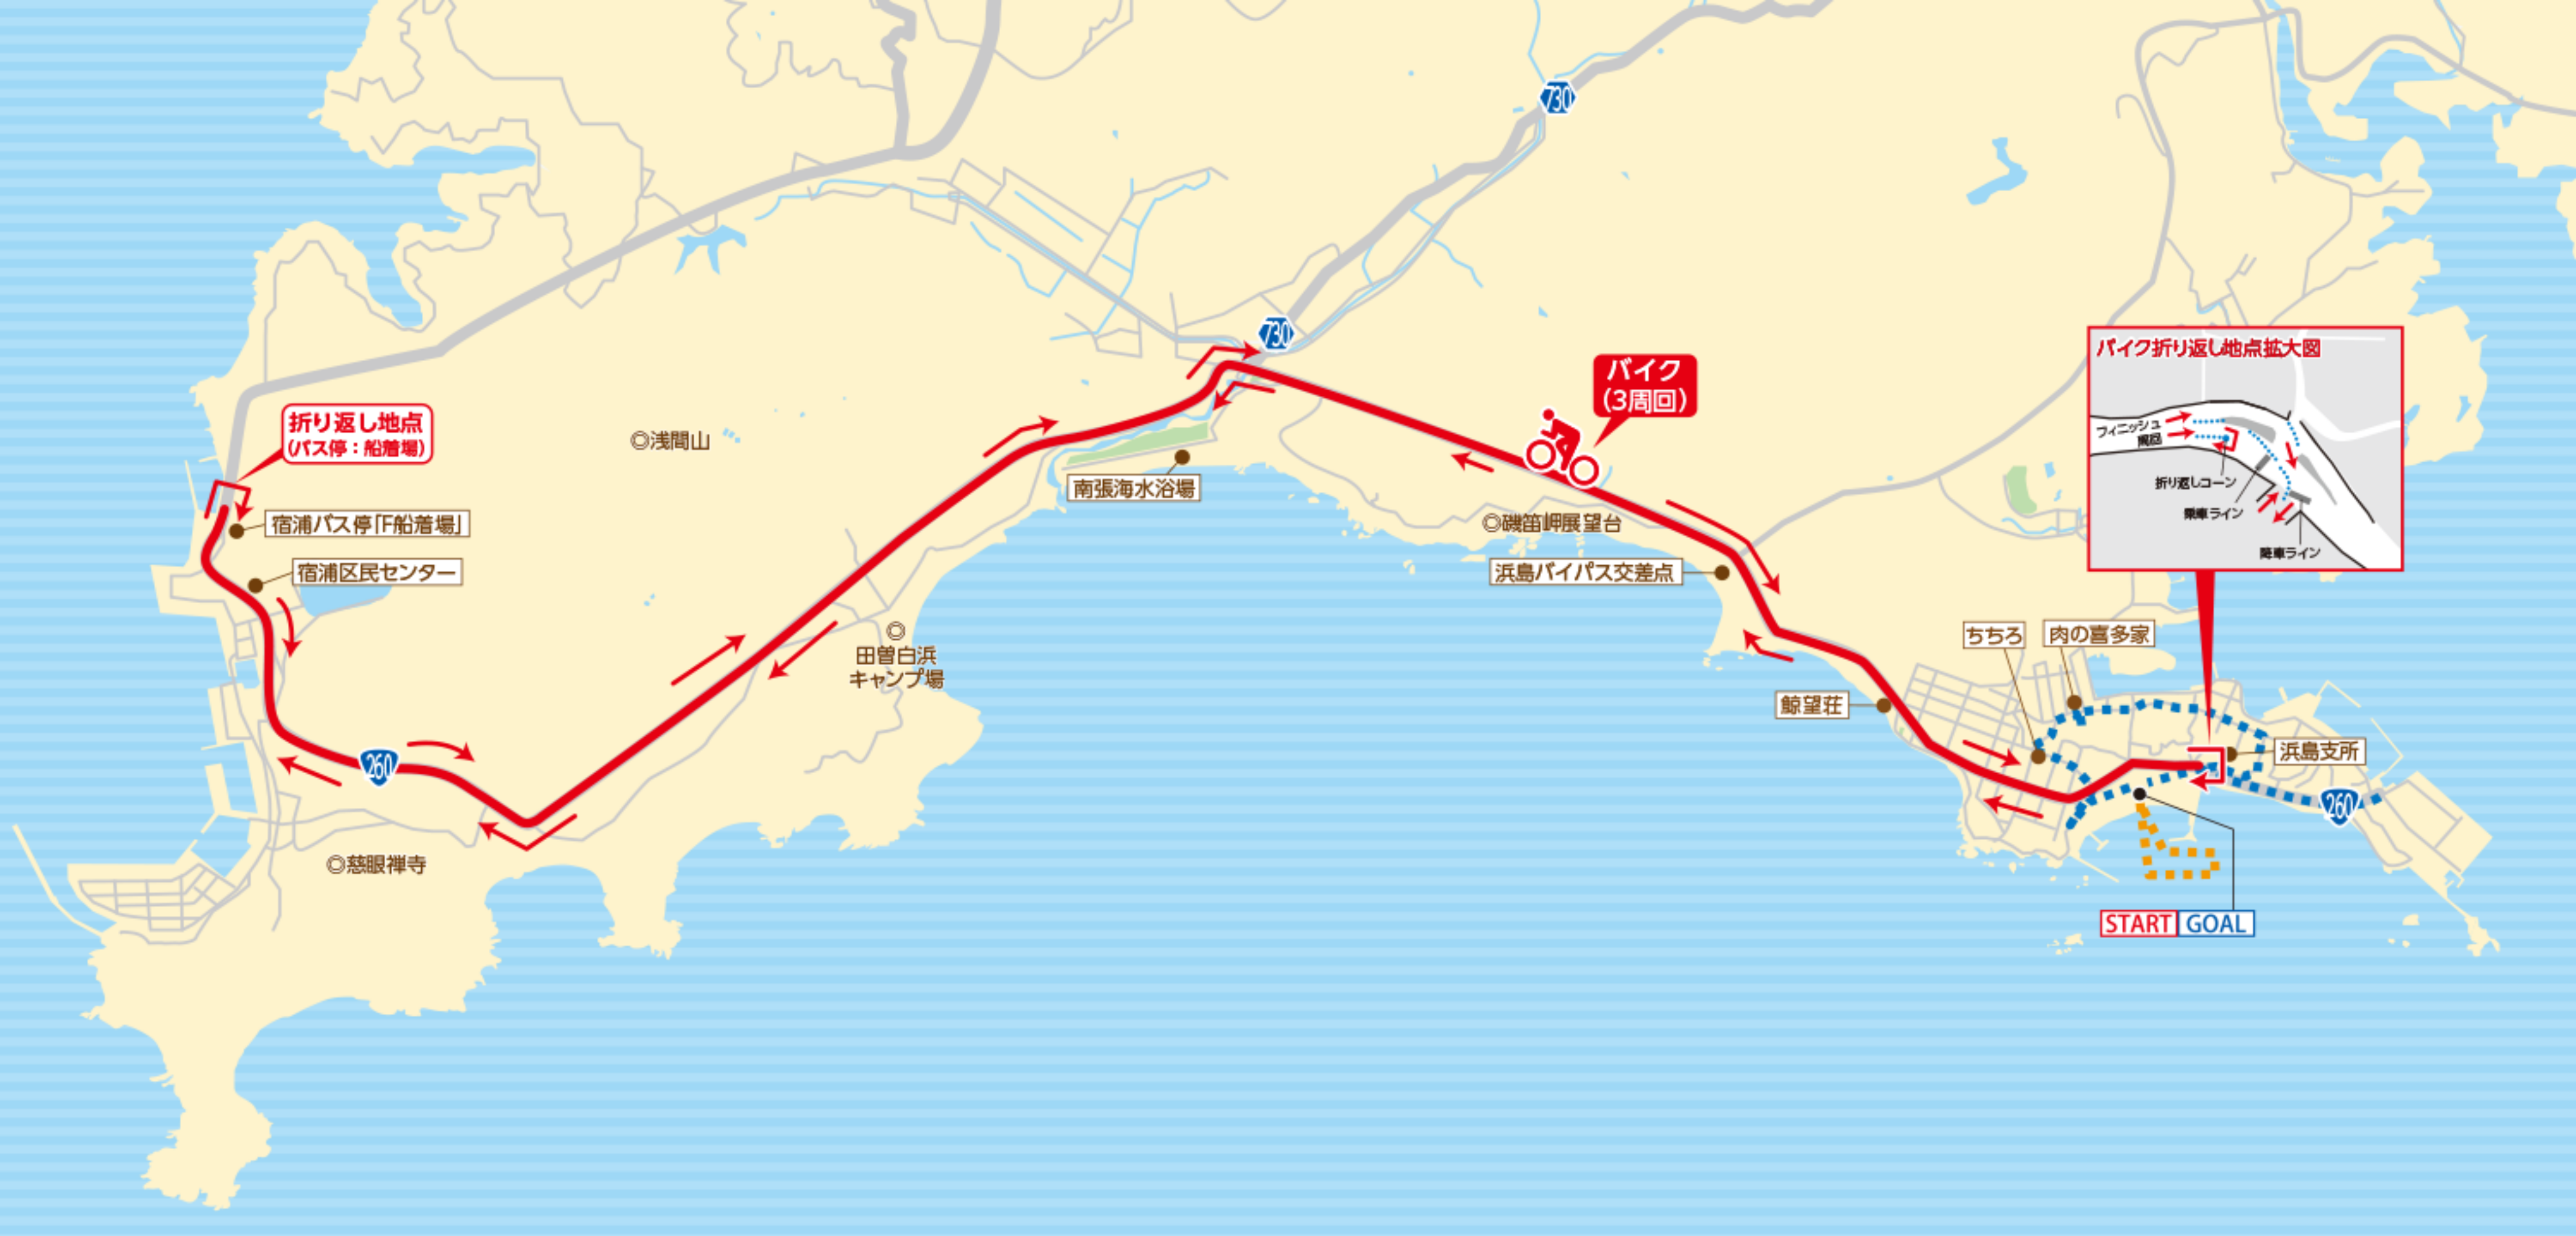 730
730
バイク
(3周回)
折り返し地点
(バス停：船着場)
宿浦バス停「F船着場」
宿浦区民センター
◎浅間山
南張海水浴場
◎磯笛岬展望台
浜島バイパス交差点
◎
田曽白浜
キャンプ場
260
◎慈眼禅寺
鯨望荘
ちちろ
肉の喜多家
浜島支所
260
START GOAL
バイク折り返し地点拡大図
フィニッシュ
周回
折り返しコーン
乗車ライン
降車ライン